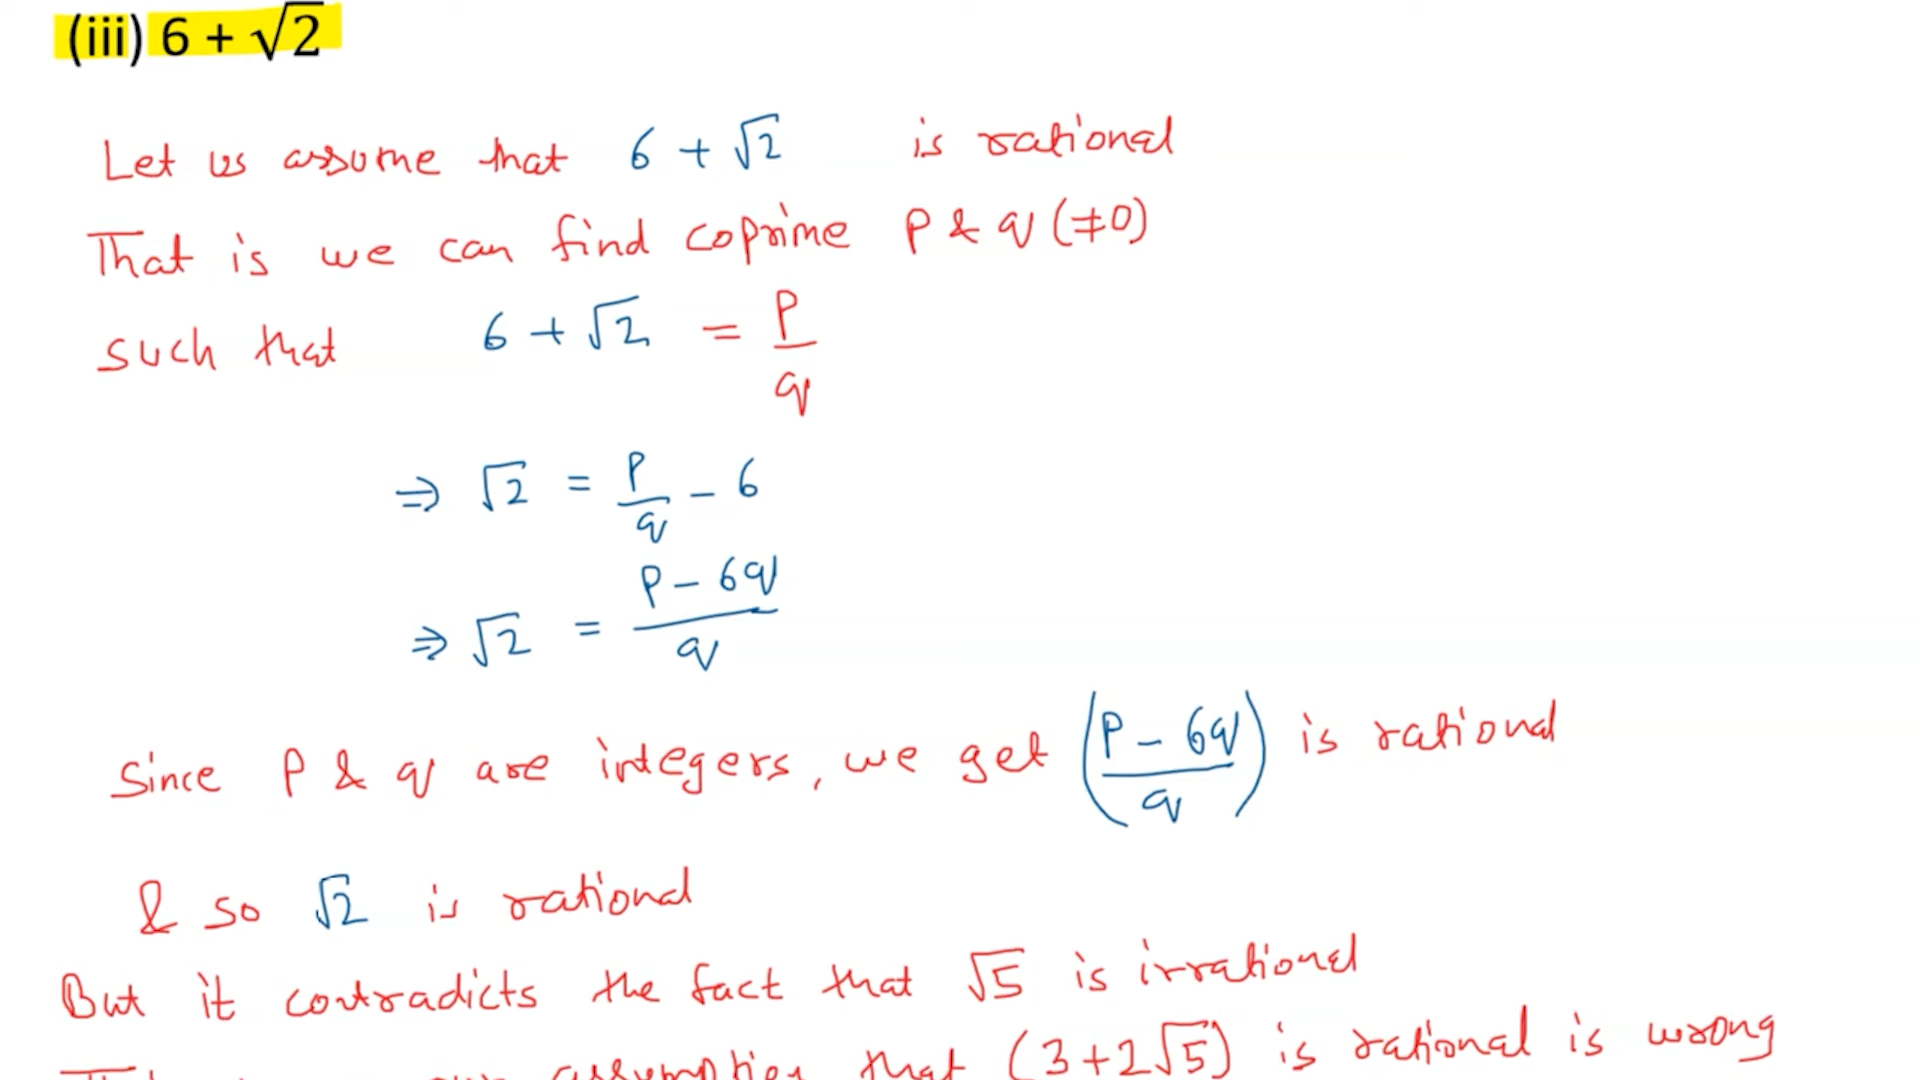 (iii) 6 + √2
Let us assume that 6 + √2 is rational
That is we can find coprime p & q (≠0)
such that 6 + √2 = p/q
⇒ √2 = p/q - 6
⇒ √2 = (p - 6q)/q
Since p & q are integers, we get ((p - 6q)/q) is rational
& so √2 is rational
But it contradicts the fact that √5 is irrational
that (3+2√5) is rational is wrong